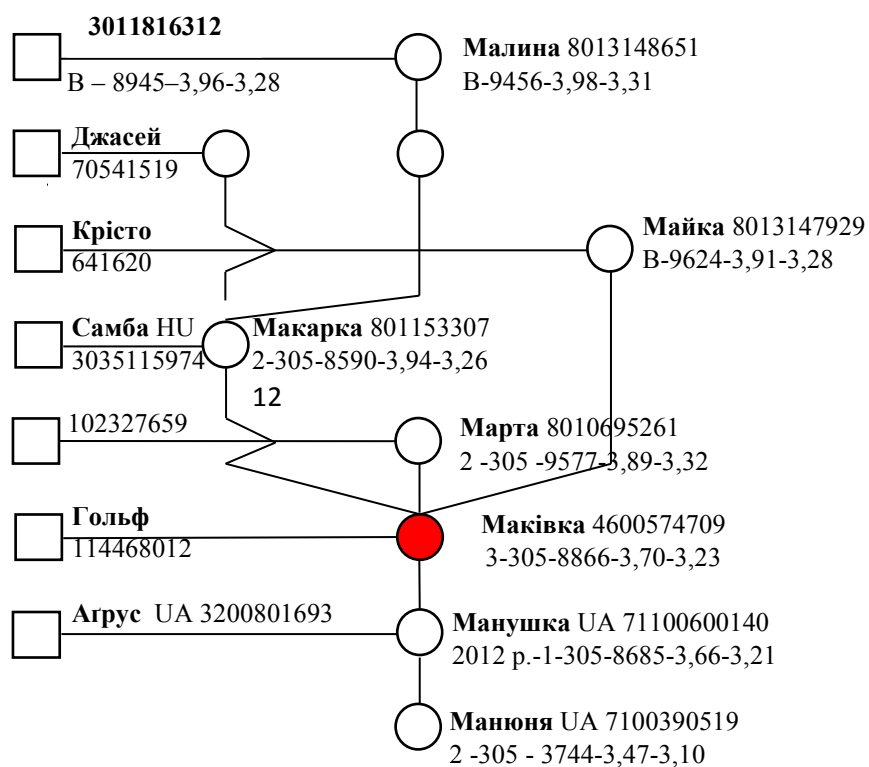 3011816312
В – 8945–3,96-3,28
Малина 8013148651
В-9456-3,98-3,31
Джасей
70541519
Крісто
641620
Майка 8013147929
В-9624-3,91-3,28
Самба HU
3035115974
Макарка 801153307
2-305-8590-3,94-3,26
12
102327659
Марта 8010695261
2 -305 -9577-3,89-3,32
Гольф
114468012
Маківка 4600574709
3-305-8866-3,70-3,23
Аґрус UA 3200801693
Манушка UA 71100600140
2012 р.-1-305-8685-3,66-3,21
Манюня UA 7100390519
2 -305 - 3744-3,47-3,10